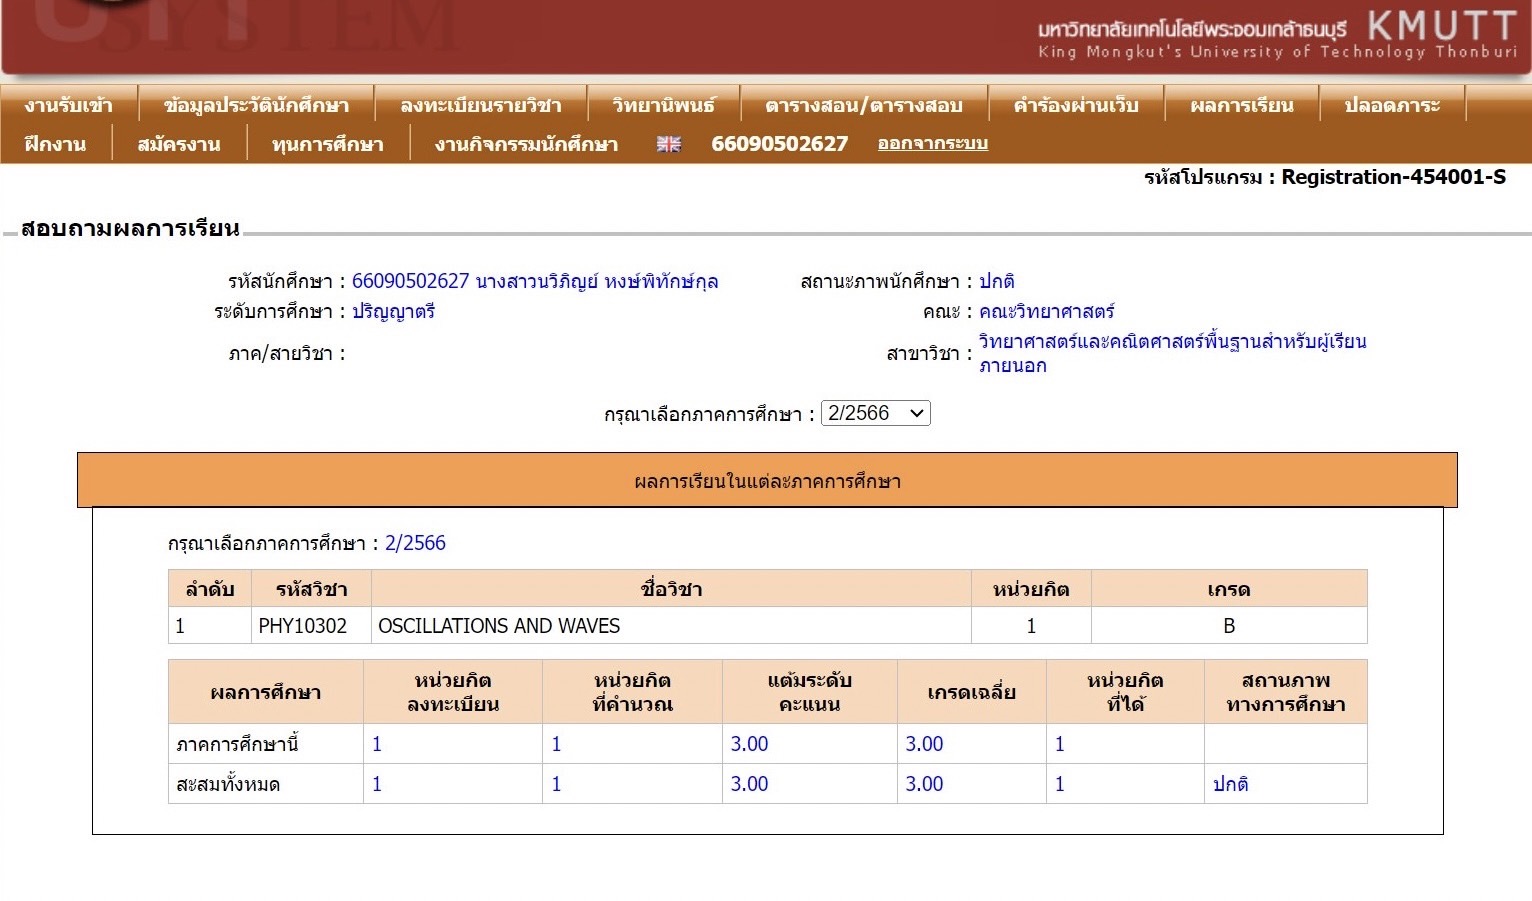 SYSTEM
มหาวิทยาลัยเทคโนโลยีพระจอมเกล้าธนบุรี KMUTT
King Mongkut's University of Technology Thonburi
งานรับเข้า ข้อมูลประวัตินักศึกษา ลงทะเบียนรายวิชา วิทยานิพนธ์ ตารางสอน/ตารางสอบ คำร้องผ่านเว็บ ผลการเรียน ปลอดภาระ
ฝึกงาน สมัครงาน ทุนการศึกษา งานกิจกรรมนักศึกษา 66090502627 ออกจากระบบ
รหัสโปรแกรม : Registration-454001-S
สอบถามผลการเรียน
รหัสนักศึกษา : 66090502627 นางสาวนวิภิญย์ หงษ์พิทักษ์กุล สถานะภาพนักศึกษา : ปกติ
ระดับการศึกษา : ปริญญาตรี คณะ : คณะวิทยาศาสตร์
ภาค/สายวิชา : สาขาวิชา : วิทยาศาสตร์และคณิตศาสตร์พื้นฐานสำหรับผู้เรียน
ภายนอก
กรุณาเลือกภาคการศึกษา : 2/2566
ผลการเรียนในแต่ละภาคการศึกษา
กรุณาเลือกภาคการศึกษา : 2/2566
ลำดับ รหัสวิชา ชื่อวิชา หน่วยกิต เกรด
1 PHY10302 OSCILLATIONS AND WAVES 1 B
ผลการศึกษา หน่วยกิต ลงทะเบียน หน่วยกิต ที่คำนวณ แต้มระดับ คะแนน เกรดเฉลี่ย หน่วยกิต ที่ได้ สถานภาพ ทางการศึกษา
ภาคการศึกษานี้ 1 1 3.00 3.00 1
สะสมทั้งหมด 1 1 3.00 3.00 1 ปกติ